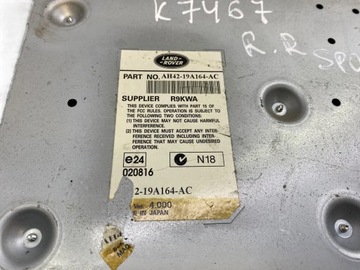 K7467
R.R SPO
LAND-
ROVER
PART NO. AH42-19A164-AC
SUPPLIER R9KWA
THIS DEVICE COMPLIES WITH PART 15 OF
THE FCC RULES. OPERATION IS SUBJECT TO THE
FOLLOWING TWO CONDITIONS:
(1) THIS DEVICE MAY NOT CAUSE HARMFUL
INTERFERENCE.
(2) THIS DEVICE MUST ACCEPT ANY INTER-
FERENCE RECEIVED INCLUDING INTER-
FERENCE THAT MAY CAUSE UNDESIRED
OPERATION.
e24 N18
020816
2-19A164-AC
Ver. 4.000
E IN JAPAN